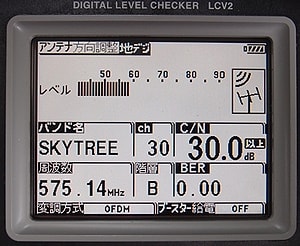 DIGITAL LEVEL CHECKER LCV2
アンテナ方向調整 地デジ
50 60 70 80 90
レベル
バンド名 ch C/N
SKYTREE 30 30.0 以上 dB
周波数 階層 BER
575.14MHz B 0.00
変調方式 OFDM ブースター給電 OFF